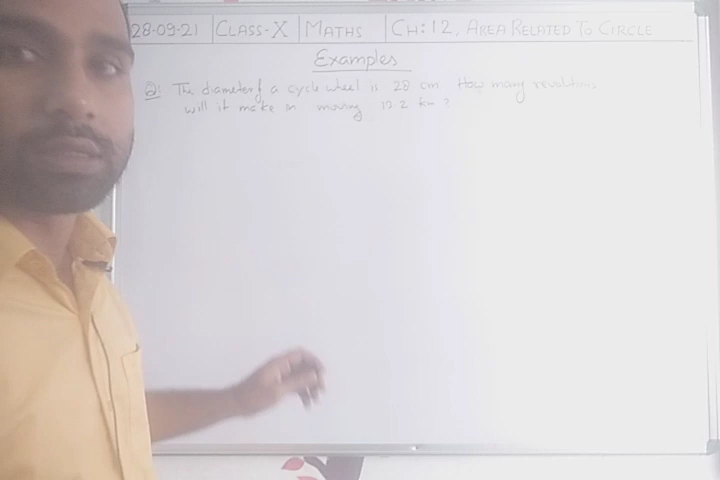 28-09-21 | CLASS-X | MATHS | CH: 12, AREA RELATED TO CIRCLE
Examples
Q1 The diameter of a cycle wheel is 28 cm. How many revolutions
will it make in moving 13.2 km ?